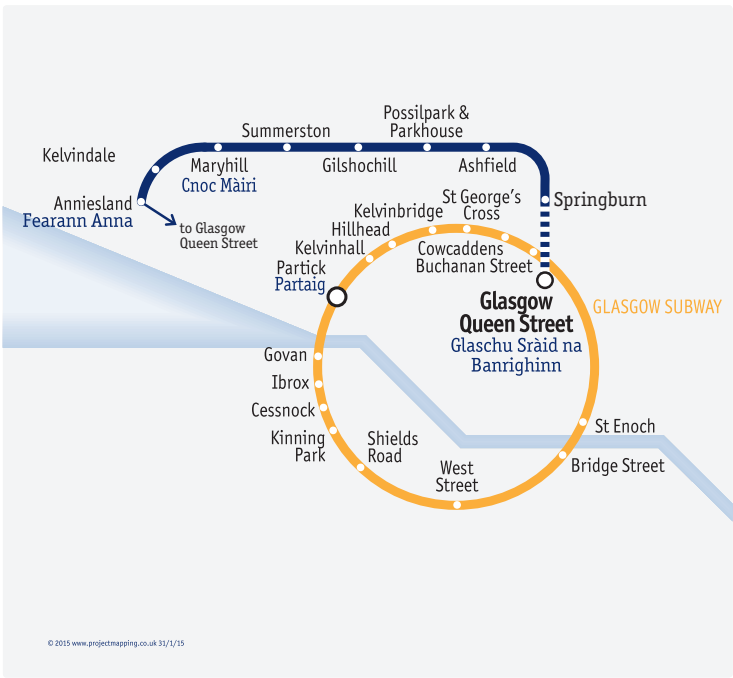 Possilpark &
Parkhouse
Summerston
Kelvindale
Maryhill
Cnoc Màiri
Gilshochill
Ashfield
Anniesland
Fearann Anna
to Glasgow
Queen Street
St George's
Cross
Springburn
Kelvinbridge
Hillhead
Kelvinhall
Cowcaddens
Buchanan Street
Partick
Partaig
Glasgow
Queen Street
Glaschu Sràid na
Banrighinn
GLASGOW SUBWAY
Govan
Ibrox
Cessnock
Kinning
Park
Shields
Road
West
Street
St Enoch
Bridge Street
© 2015 www.projectmapping.co.uk 31/1/15